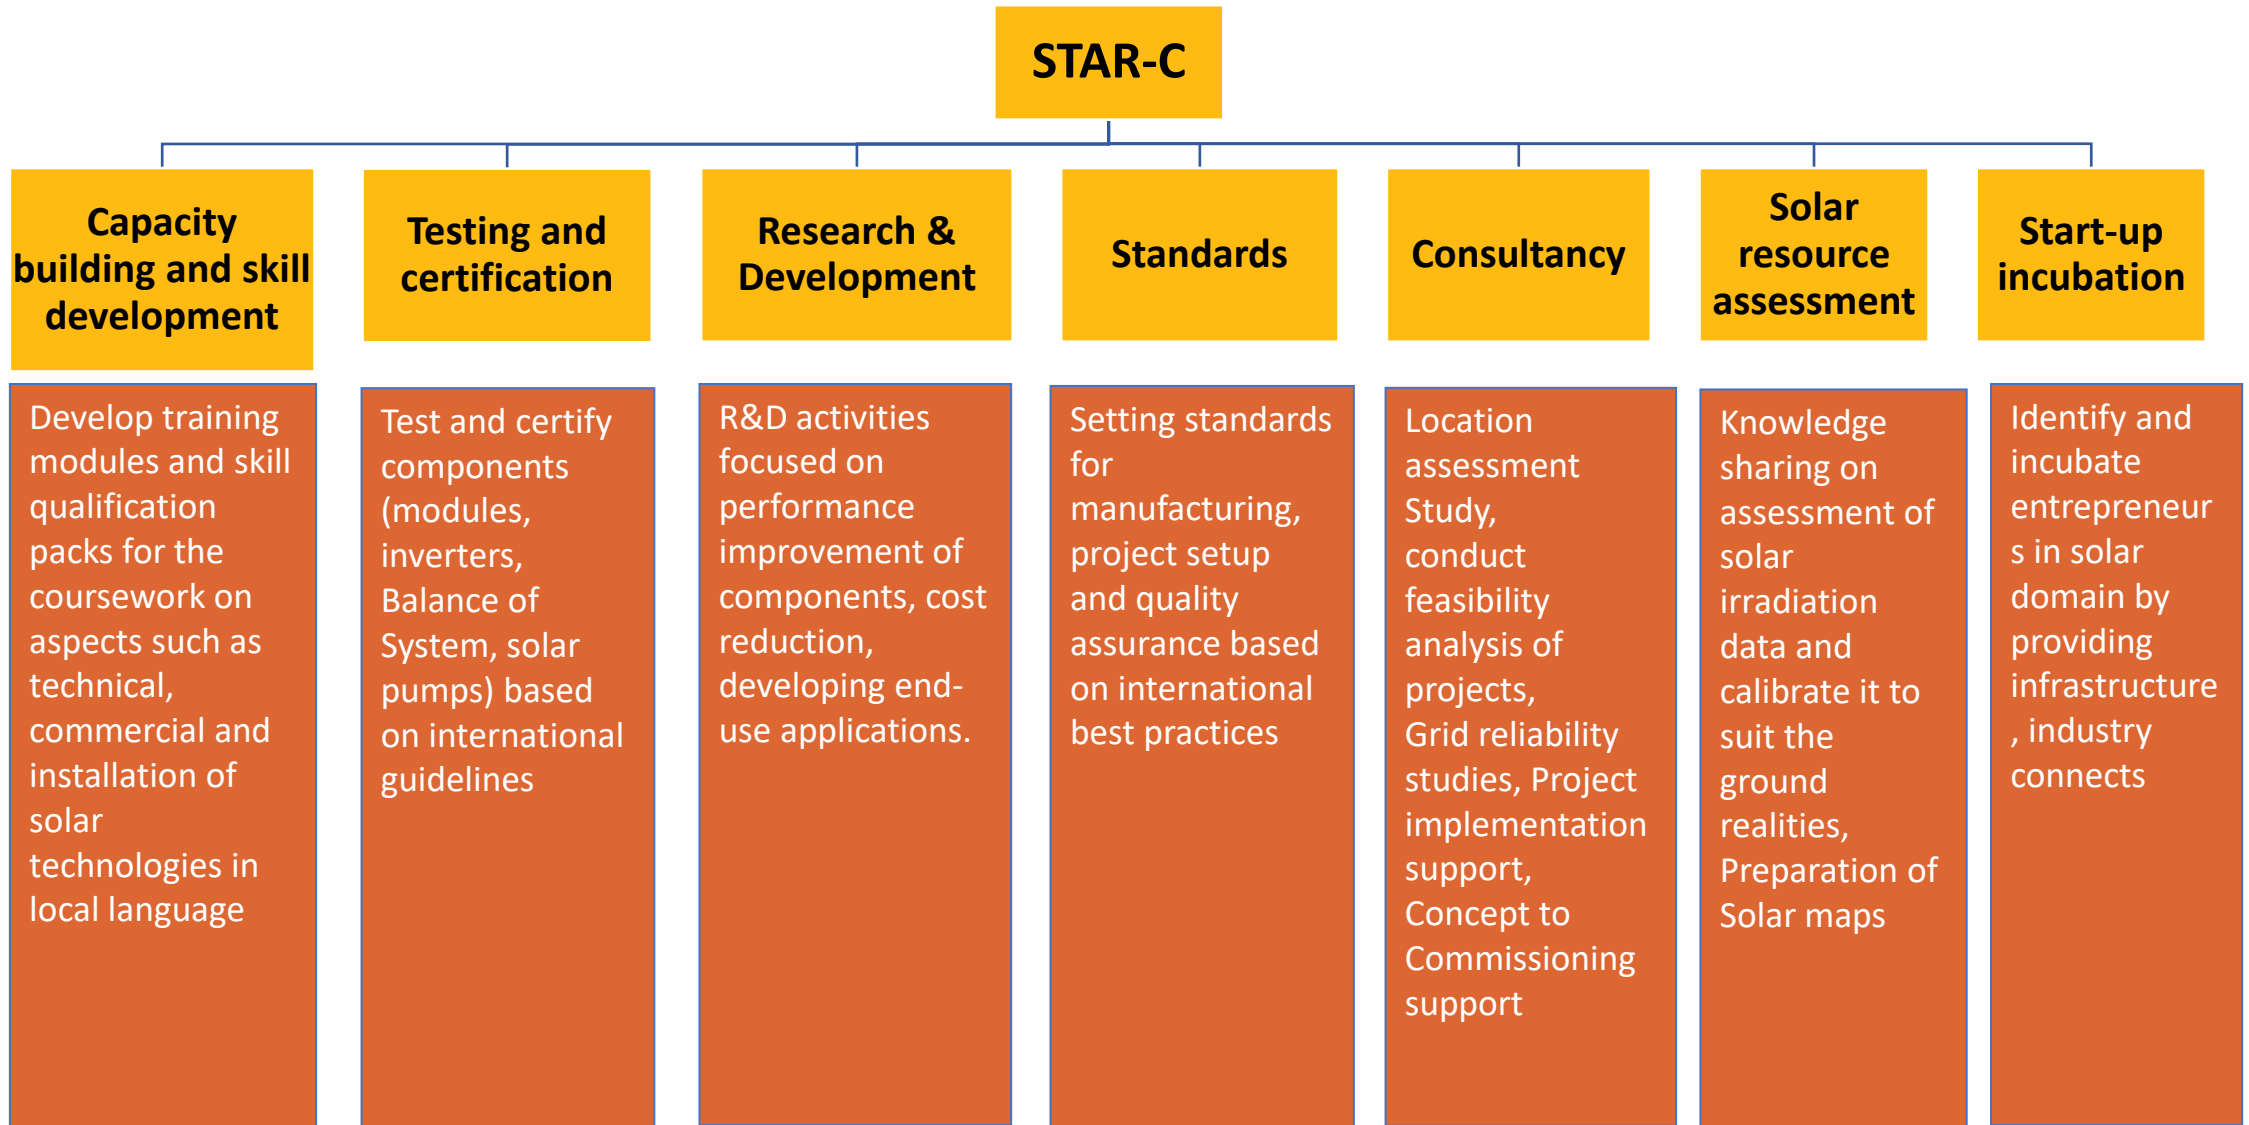 STAR-C
Capacity
building and skill
development
Testing and
certification
Research &
Development
Standards
Consultancy
Solar
resource
assessment
Start-up
incubation
Develop training
modules and skill
qualification
packs for the
coursework on
aspects such as
technical,
commercial and
installation of
solar
technologies in
local language
Test and certify
components
(modules,
inverters,
Balance of
System, solar
pumps) based
on international
guidelines
R&D activities
focused on
performance
improvement of
components, cost
reduction,
developing end-
use applications.
Setting standards
for
manufacturing,
project setup
and quality
assurance based
on international
best practices
Location
assessment
Study,
conduct
feasibility
analysis of
projects,
Grid reliability
studies, Project
implementation
support,
Concept to
Commissioning
support
Knowledge
sharing on
assessment of
solar
irradiation
data and
calibrate it to
suit the
ground
realities,
Preparation of
Solar maps
Identify and
incubate
entrepreneur
s in solar
domain by
providing
infrastructure
, industry
connects